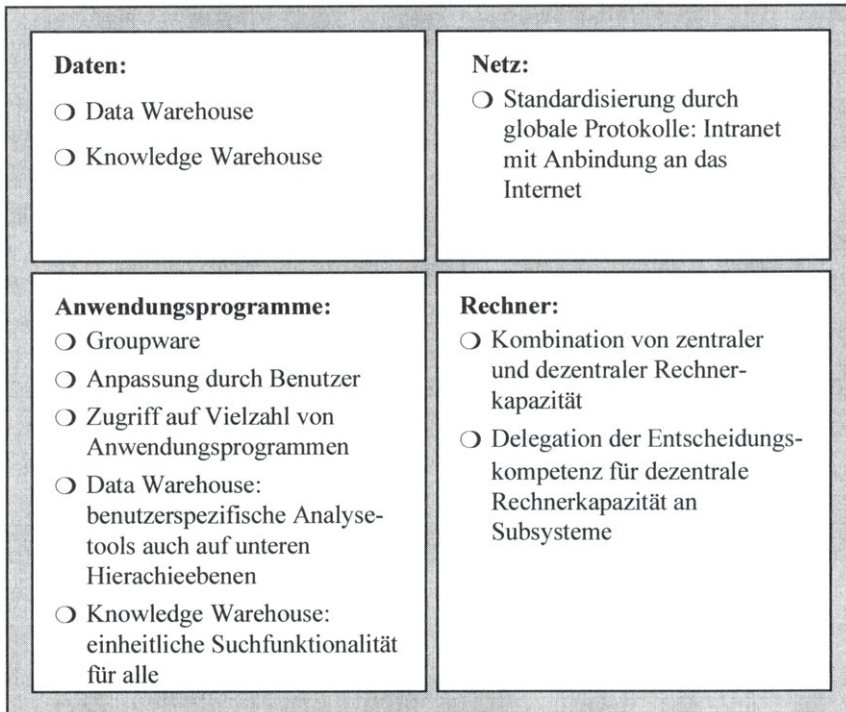 Daten:
❍ Data Warehouse
❍ Knowledge Warehouse
Netz:
❍ Standardisierung durch
globale Protokolle: Intranet
mit Anbindung an das
Internet
Anwendungsprogramme:
❍ Groupware
❍ Anpassung durch Benutzer
❍ Zugriff auf Vielzahl von
Anwendungsprogrammen
❍ Data Warehouse:
benutzerspezifische Analyse-
tools auch auf unteren
Hierachieebenen
❍ Knowledge Warehouse:
einheitliche Suchfunktionalität
für alle
Rechner:
❍ Kombination von zentraler
und dezentraler Rechner-
kapazität
❍ Delegation der Entscheidungs-
kompetenz für dezentrale
Rechnerkapazität an
Subsysteme